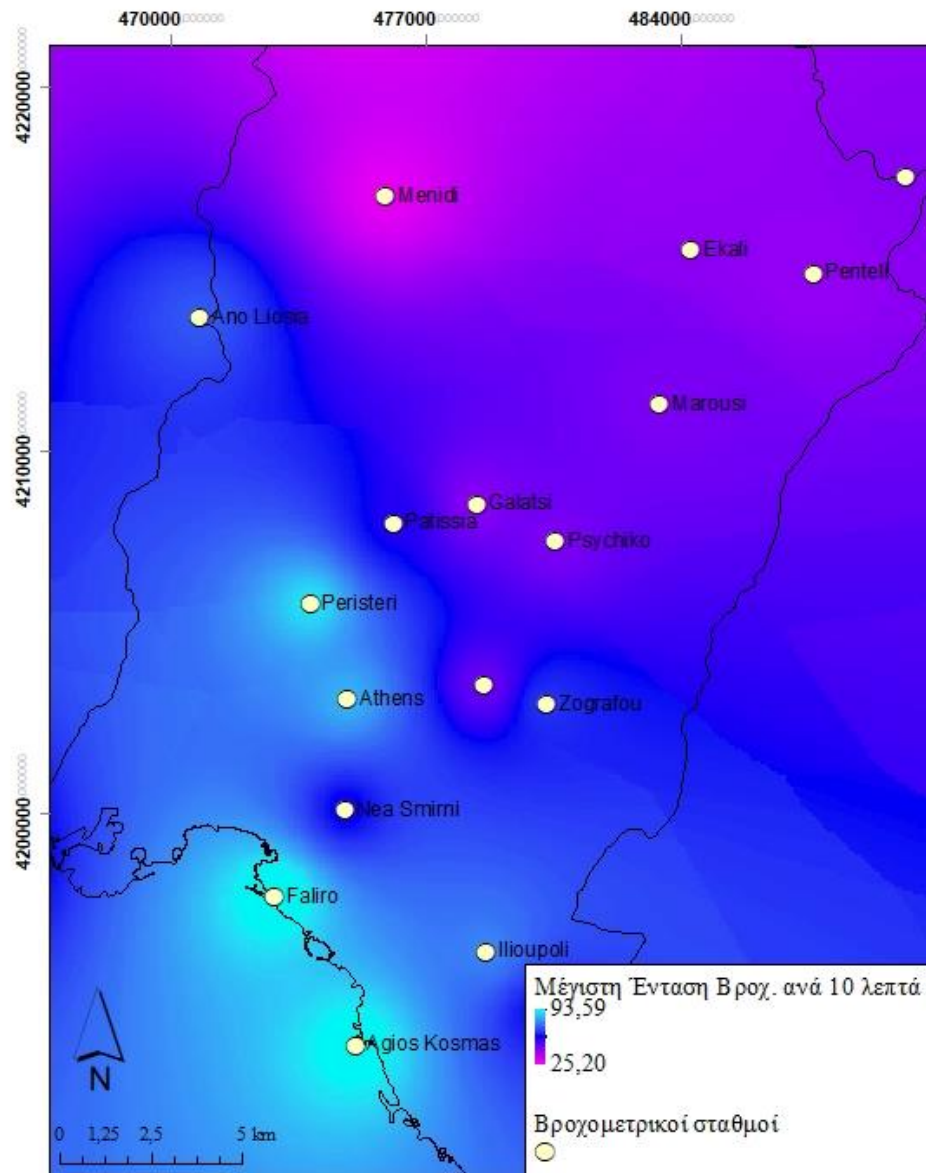 470000 477000 484000
4220000
4210000
4200000
Menidi
Ekali
Penteli
Ano Liosia
Marousi
Galatsi
Patissia
Psychiko
Peristeri
Athens
Zografou
Nea Smirni
Faliro
Ilioupoli
Agios Kosmas
N
0 1,25 2,5 5 km
Μέγιστη Ένταση Βροχ. ανά 10 λεπτά
93,59
25,20
Βροχομετρικοί σταθμοί